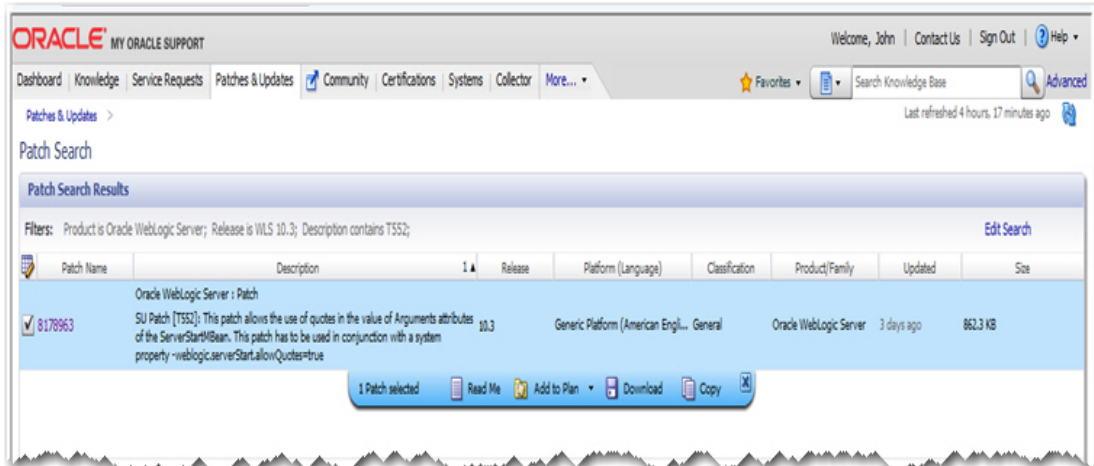 ORACLE® MY ORACLE SUPPORT
Welcome, John | Contact Us | Sign Out | Help
Dashboard | Knowledge | Service Requests | Patches & Updates | Community | Certifications | Systems | Collector | More...
Favorites Search Knowledge Base Advanced
Patches & Updates >
Last refreshed 4 hours, 17 minutes ago
Patch Search
Patch Search Results
Filters: Product is Oracle WebLogic Server; Release is WLS 10.3; Description contains T552;
Edit Search
Patch Name Description 1 Release Platform (Language) Classification Product/Family Updated Size
Oracle WebLogic Server : Patch
8178963 SU Patch [T552]: This patch allows the use of quotes in the value of Arguments attributes 10.3 Generic Platform (American Engli... General Oracle WebLogic Server 3 days ago 862.3 KB
of the ServerStartMBean. This patch has to be used in conjunction with a system
property -weblogic.serverStart.allowQuotes=true
1 Patch selected Read Me Add to Plan Download Copy